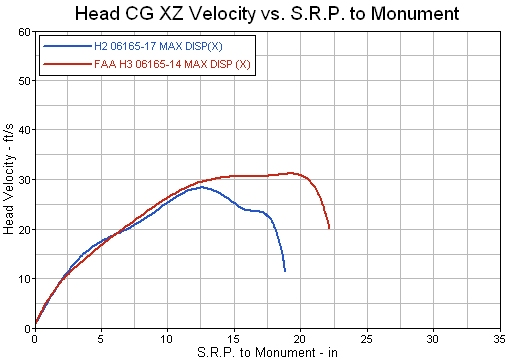 Head CG XZ Velocity vs. S.R.P. to Monument
H2 06165-17 MAX DISP(X)
FAA H3 06165-14 MAX DISP (X)
Head Velocity - ft/s
60
50
40
30
20
10
0
0 5 10 15 20 25 30 35
S.R.P. to Monument - in